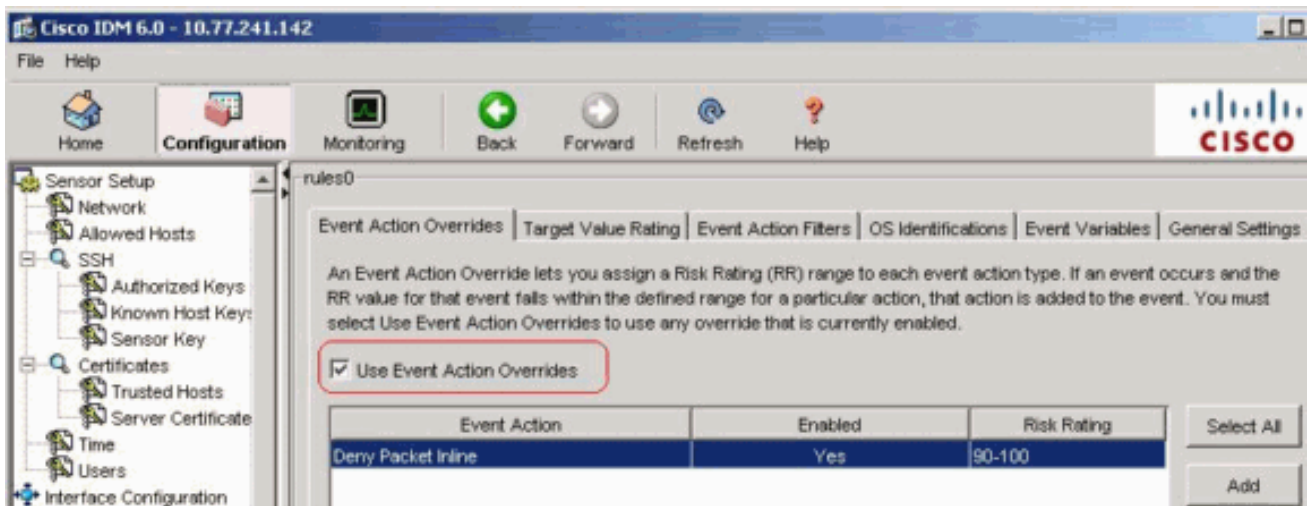 Cisco IDM 6.0 - 10.77.241.142
File Help
Home Configuration Monitoring Back Forward Refresh Help
CISCO
Sensor Setup
Network
Allowed Hosts
SSH
Authorized Keys
Known Host Key
Sensor Key
Certificates
Trusted Hosts
Server Certificate
Time
Users
Interface Configuration
rules0
Event Action Overrides Target Value Rating Event Action Filters OS Identifications Event Variables General Settings
An Event Action Override lets you assign a Risk Rating (RR) range to each event action type. If an event occurs and the
RR value for that event falls within the defined range for a particular action, that action is added to the event. You must
select Use Event Action Overrides to use any override that is currently enabled.
Use Event Action Overrides
Event Action Enabled Risk Rating
Deny Packet Inline Yes 90-100
Select All
Add